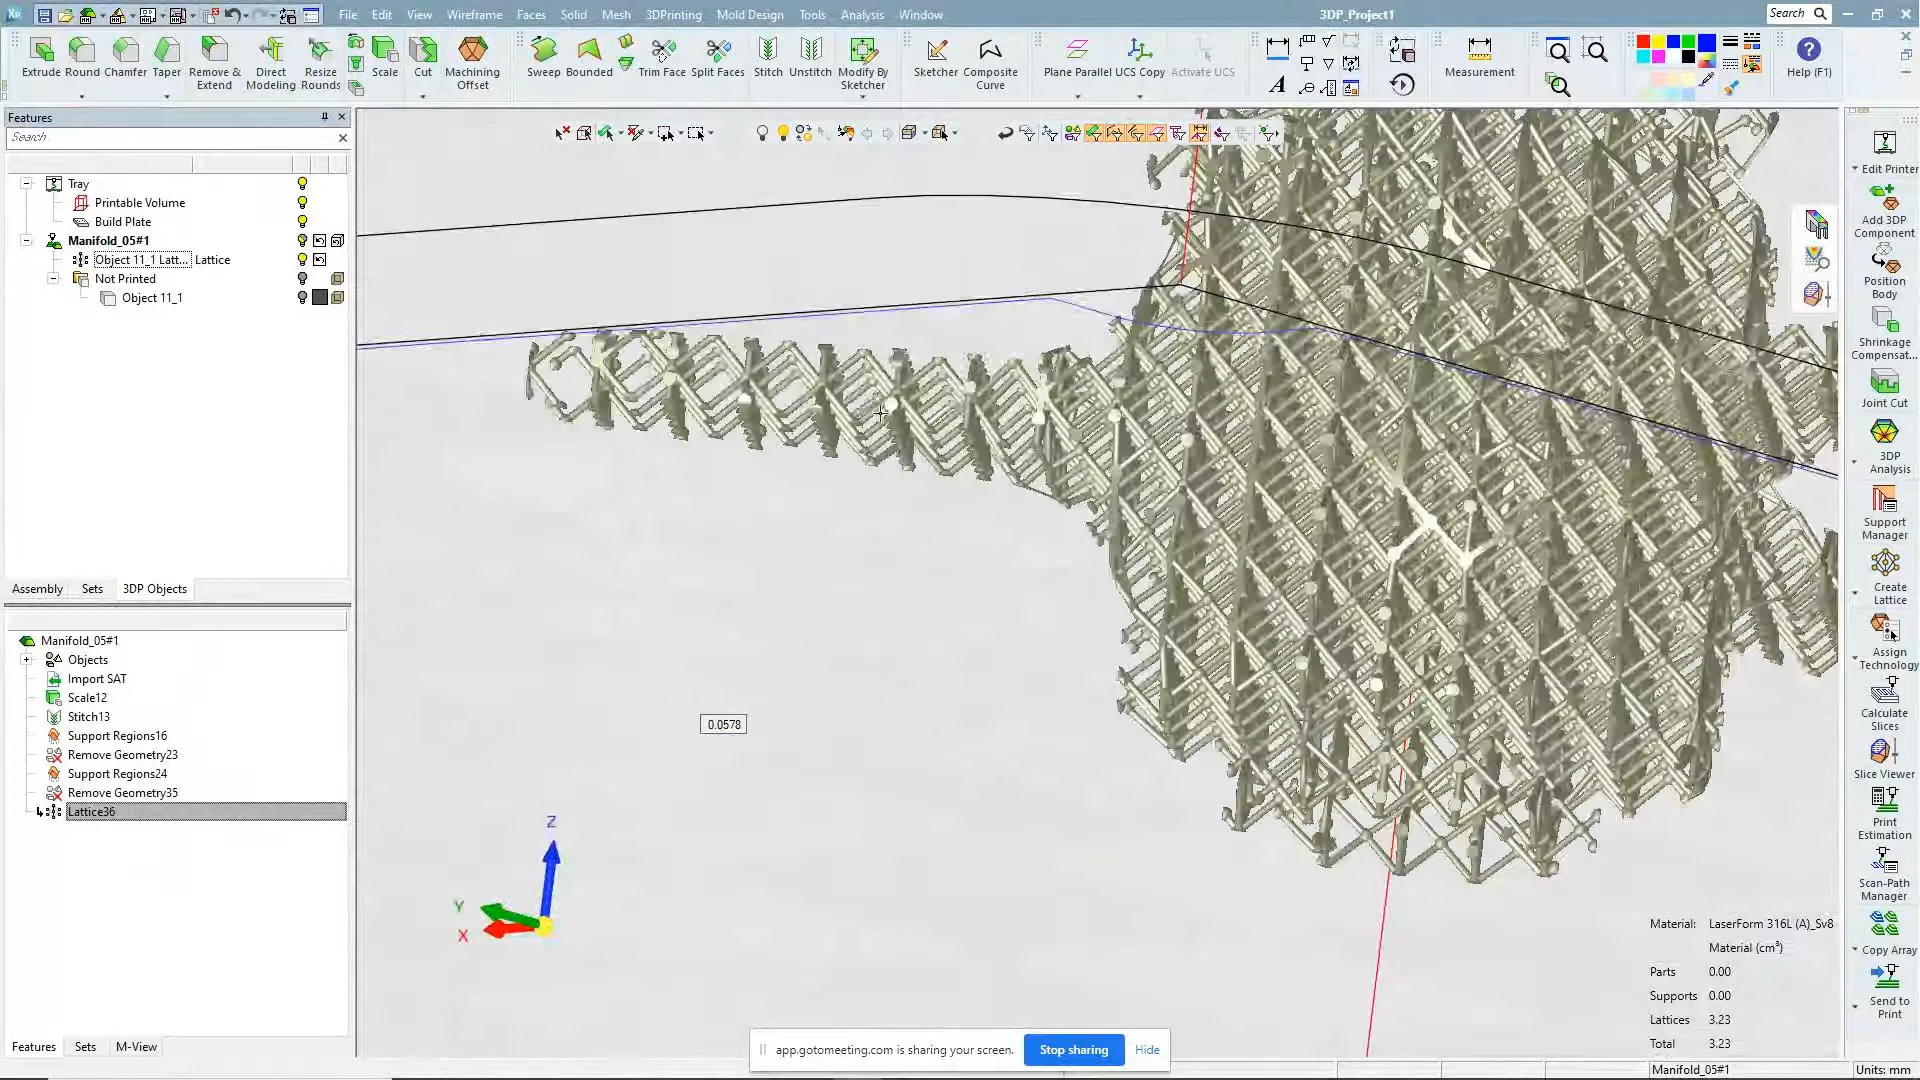 File Edit View Wireframe Faces Solid Mesh 3DPrinting Mold Design Tools Analysis Window
3DP_Project1
Search
Extrude Round Chamfer Taper Remove & Extend Direct Modeling Resize Rounds Scale Cut Machining Offset
Sweep Bounded Trim Face Split Faces Stitch Unstitch Modify By Sketcher
Sketcher Composite Curve
Plane Parallel UCS Copy Activate UCS
Measurement
Help (F1)
Features
Search
Tray
Printable Volume
Build Plate
Manifold_05#1
Object 11_1 Latt... Lattice
Not Printed
Object 11_1
Assembly Sets 3DP Objects
Manifold_05#1
Objects
Import SAT
Scale12
Stitch13
Support Regions16
Remove Geometry23
Support Regions24
Remove Geometry35
Lattice36
Features Sets M-View
0.0578
Z
Y
X
Edit Printer
Add 3DP Component
Position Body
Shrinkage Compensat...
Joint Cut
3DP Analysis
Support Manager
Create Lattice
Assign Technology
Calculate Slices
Slice Viewer
Print Estimation
Scan-Path Manager
Copy Array
Send to Print
Material: LaserForm 316L (A)_Sv8
Material (cm³)
Parts 0.00
Supports 0.00
Lattices 3.23
Total 3.23
app.gotomeeting.com is sharing your screen. Stop sharing Hide
Manifold_05#1
Units: mm